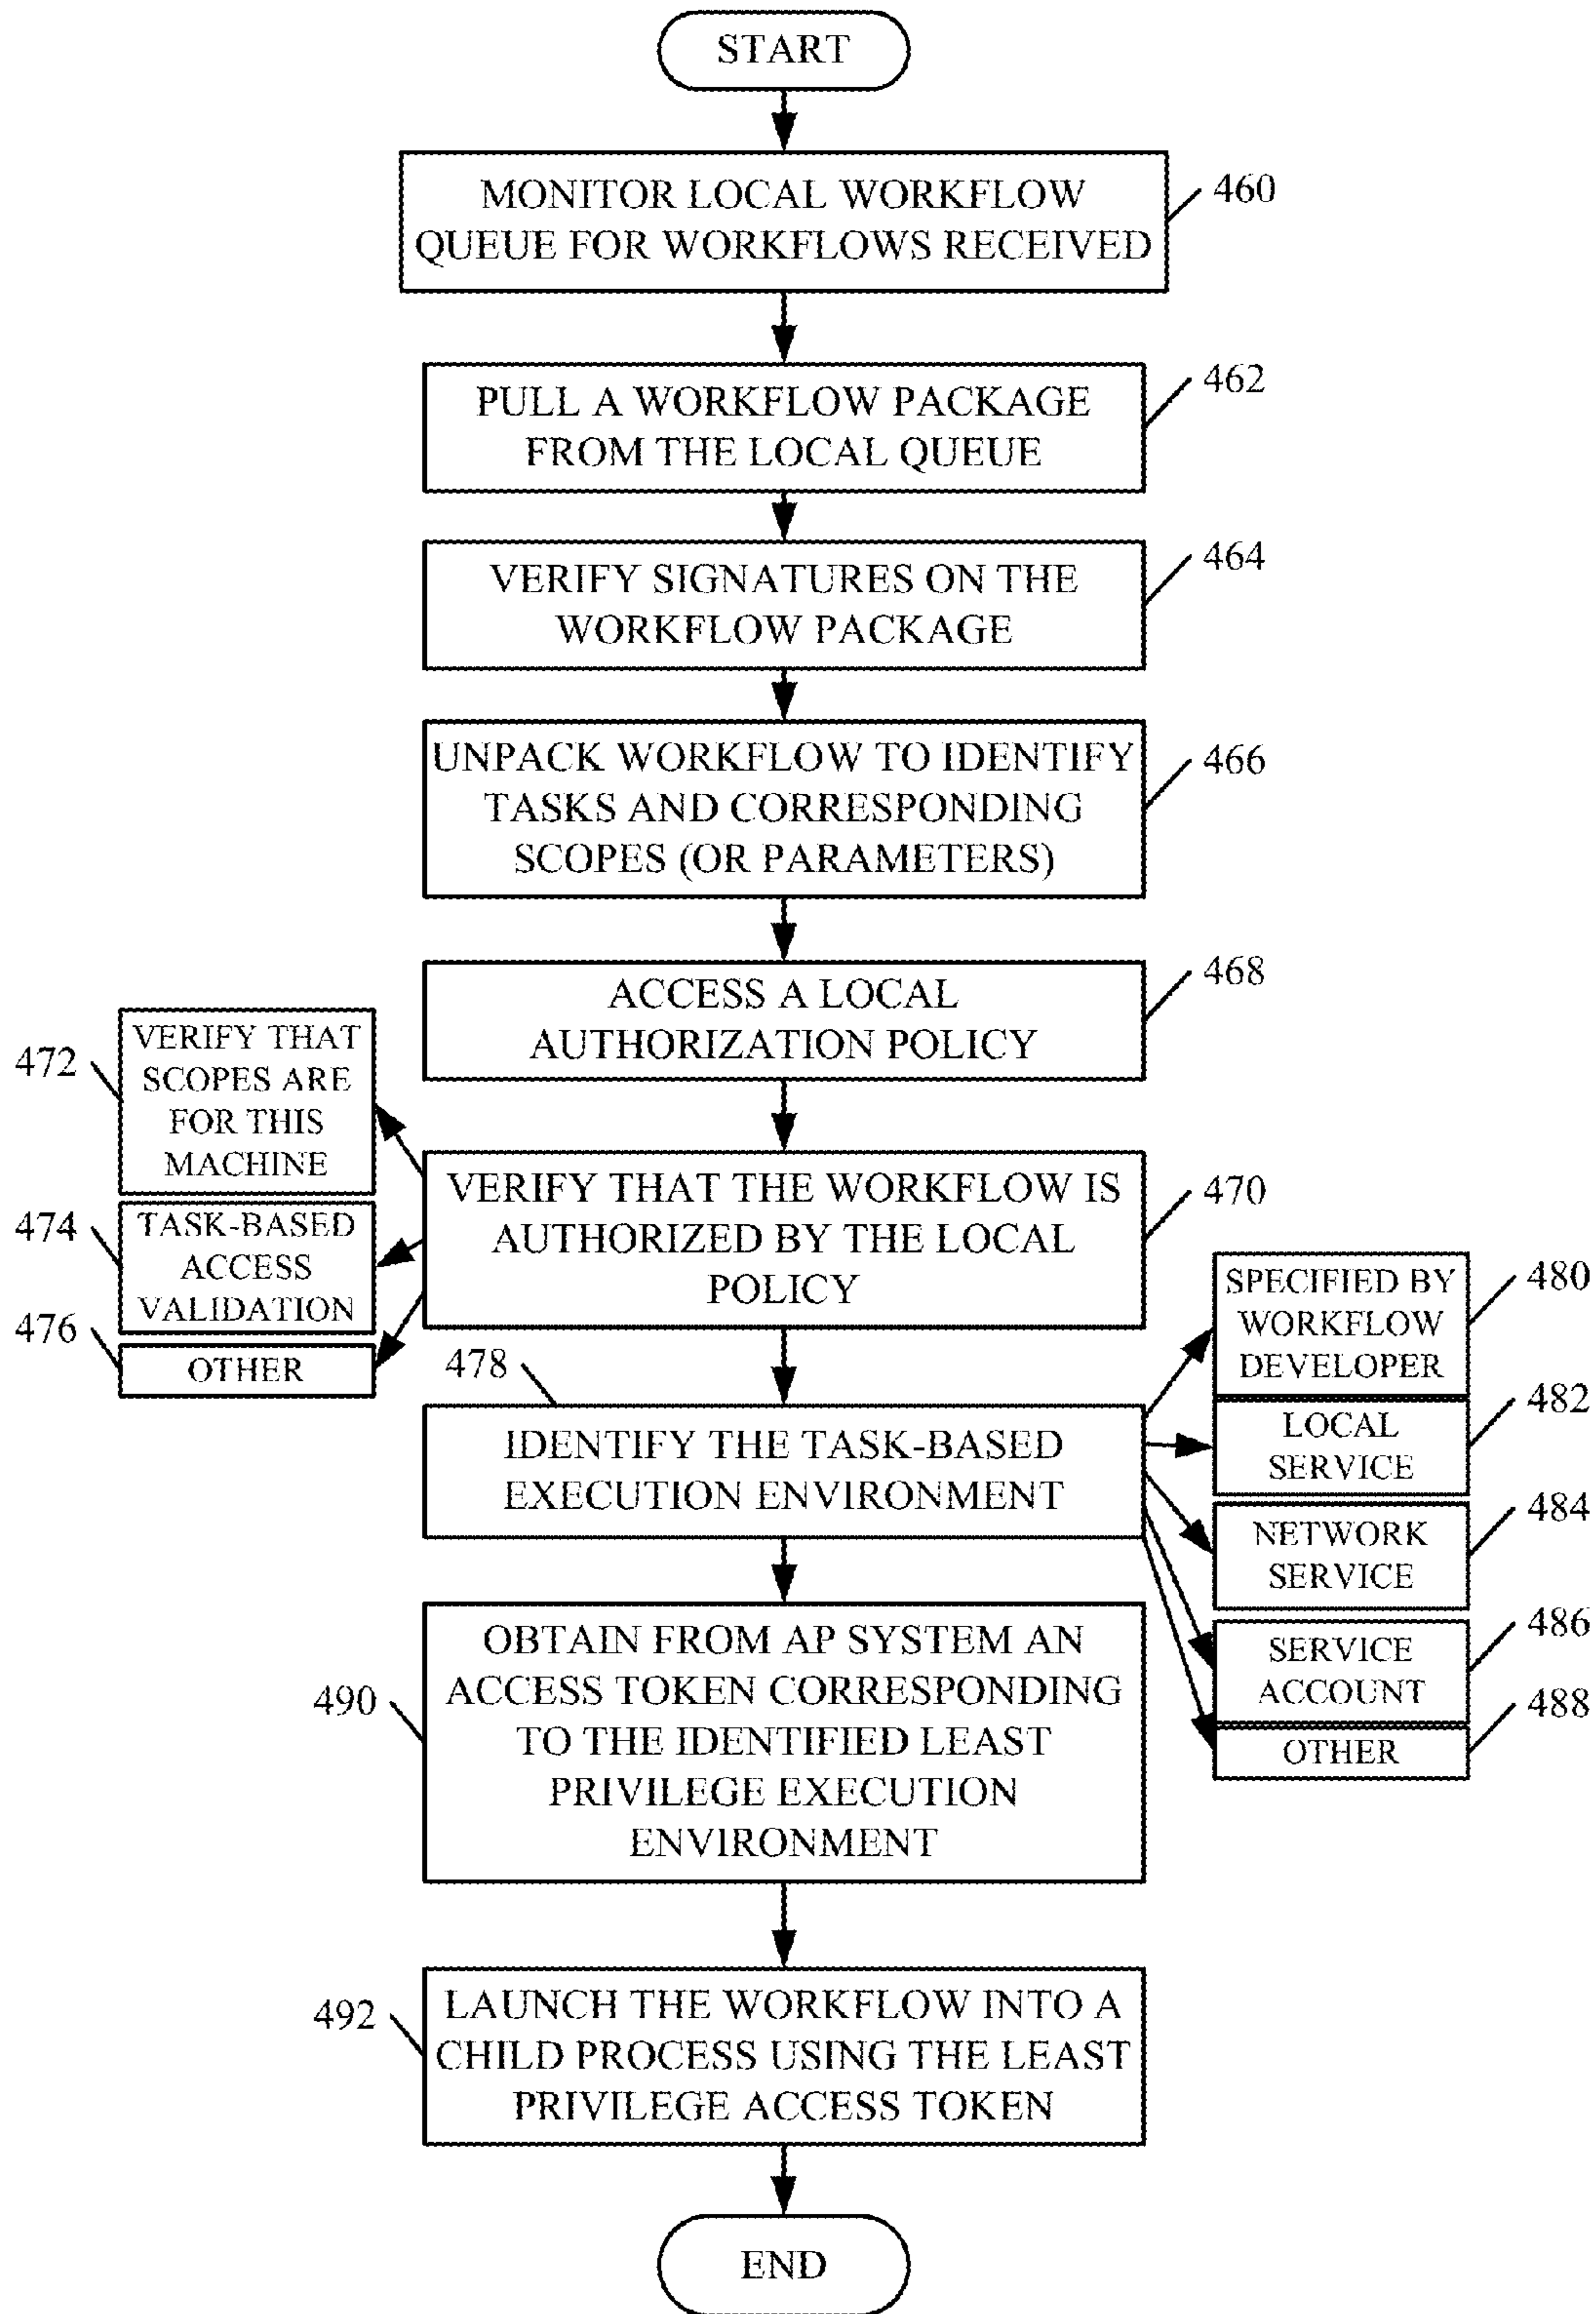 START
MONITOR LOCAL WORKFLOW
QUEUE FOR WORKFLOWS RECEIVED
460
PULL A WORKFLOW PACKAGE
FROM THE LOCAL QUEUE
462
VERIFY SIGNATURES ON THE
WORKFLOW PACKAGE
464
UNPACK WORKFLOW TO IDENTIFY
TASKS AND CORRESPONDING
SCOPES (OR PARAMETERS)
466
ACCESS A LOCAL
AUTHORIZATION POLICY
468
VERIFY THAT THE WORKFLOW IS
AUTHORIZED BY THE LOCAL
POLICY
470
472
VERIFY THAT
SCOPES ARE
FOR THIS
MACHINE
474
TASK-BASED
ACCESS
VALIDATION
476
OTHER
478
IDENTIFY THE TASK-BASED
EXECUTION ENVIRONMENT
SPECIFIED BY
WORKFLOW
DEVELOPER
480
LOCAL
SERVICE
482
NETWORK
SERVICE
484
SERVICE
ACCOUNT
486
OTHER
488
490
OBTAIN FROM AP SYSTEM AN
ACCESS TOKEN CORRESPONDING
TO THE IDENTIFIED LEAST
PRIVILEGE EXECUTION
ENVIRONMENT
492
LAUNCH THE WORKFLOW INTO A
CHILD PROCESS USING THE LEAST
PRIVILEGE ACCESS TOKEN
END